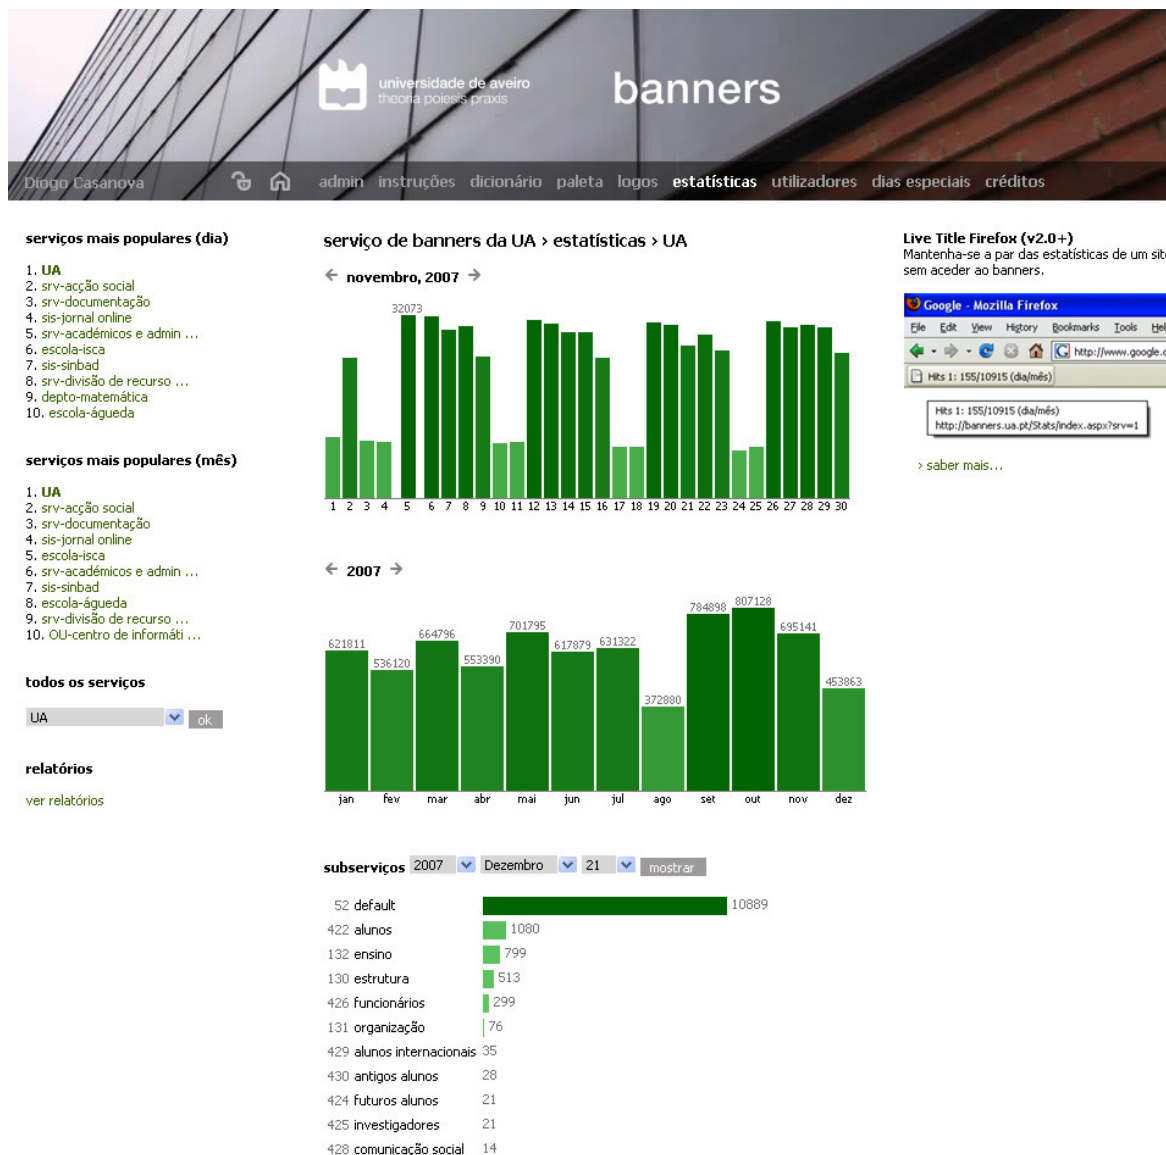 universidade de aveiro
theoria poiesis praxis
banners
Diogo Casanova
admin instruções dicionário paleta logos estatísticas utilizadores dias especiais créditos
serviços mais populares (dia)
1. UA
2. srv-acção social
3. srv-documentação
4. sis-jornal online
5. srv-académicos e admin ...
6. escola-isca
7. sis-sinbad
8. srv-divisão de recurso ...
9. depto-matemática
10. escola-águeda
serviços mais populares (mês)
1. UA
2. srv-acção social
3. srv-documentação
4. sis-jornal online
5. escola-isca
6. srv-académicos e admin ...
7. sis-sinbad
8. escola-águeda
9. srv-divisão de recurso ...
10. OU-centro de informáti ...
todos os serviços
UA ok
relatórios
ver relatórios
serviço de banners da UA > estatísticas > UA
← novembro, 2007 →
32073
1 2 3 4 5 6 7 8 9 10 11 12 13 14 15 16 17 18 19 20 21 22 23 24 25 26 27 28 29 30
← 2007 →
621811 536120 664796 553390 701795 617879 631322 372880 784898 807128 695141 453863
jan fev mar abr mai jun jul ago set out nov dez
subserviços 2007 Dezembro 21 mostrar
52 default 10889
422 alunos 1080
132 ensino 799
130 estrutura 513
426 funcionários 299
131 organização 76
429 alunos internacionais 35
430 antigos alunos 28
424 futuros alunos 21
425 investigadores 21
428 comunicação social 14
Live Title Firefox (v2.0+)
Mantenha-se a par das estatísticas de um sit
sem aceder ao banners.
Google - Mozilla Firefox
File Edit View History Bookmarks Tools Hel
G http://www.google.c
Hits 1: 155/10915 (dia/mês)
Hits 1: 155/10915 (dia/mês)
http://banners.ua.pt/Stats/index.aspx?srv=1
> saber mais...